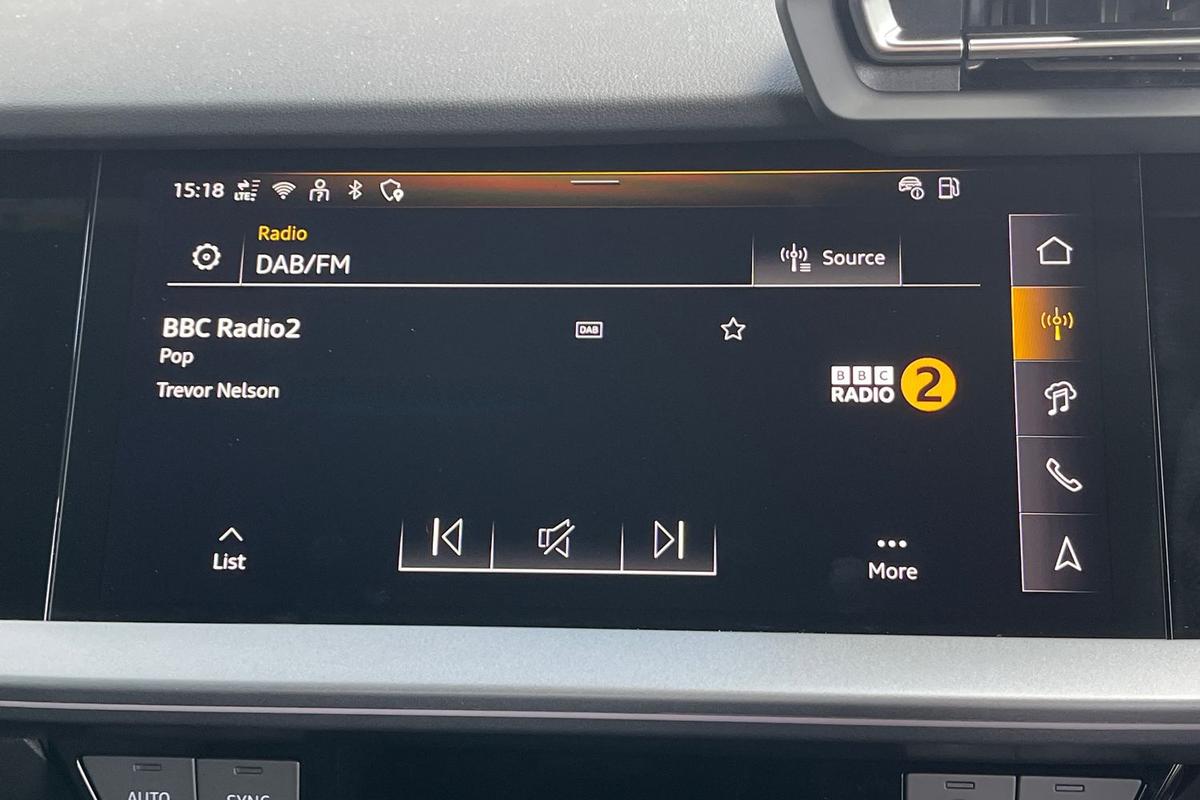 15:18 LTE
Radio
DAB/FM
Source
BBC Radio2
DAB
Pop
Trevor Nelson
BBC
RADIO 2
List
More
AUTO
SYNC